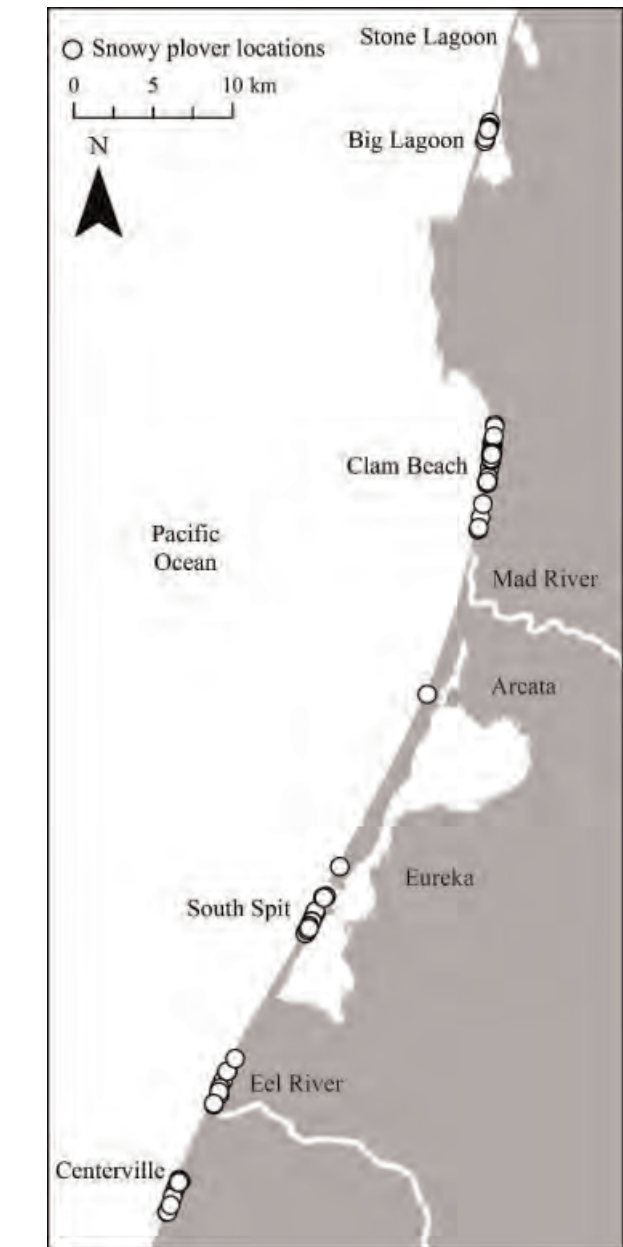 Snowy plover locations
0 5 10 km
N
Stone Lagoon
Big Lagoon
Clam Beach
Pacific
Ocean
Mad River
Arcata
Eureka
South Spit
Eel River
Centerville